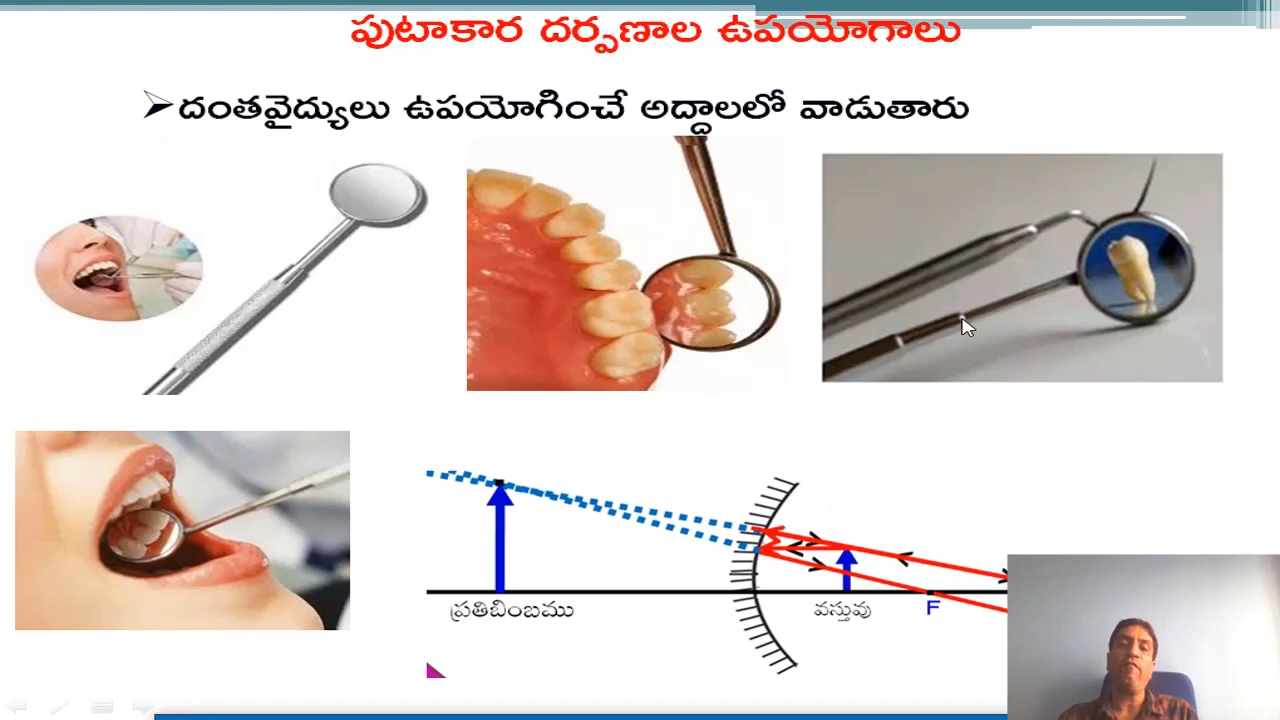 పుటాకార దర్పణాల ఉపయోగాలు
దంతవైద్యులు ఉపయోగించే అద్దాలలో వాడుతారు
ప్రతిబింబము
వస్తువు
F